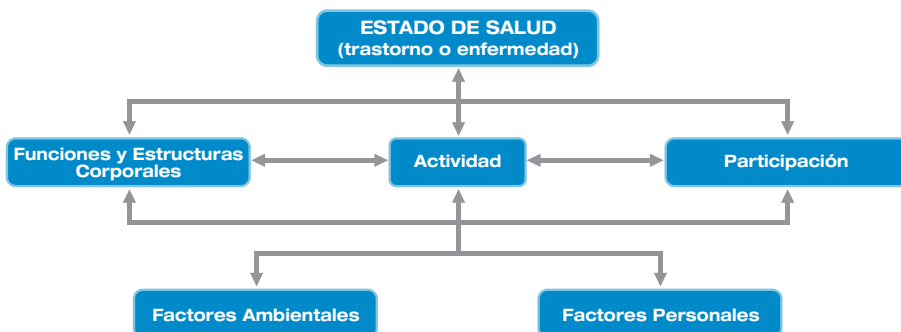 ESTADO DE SALUD
(trastorno o enfermedad)
Funciones y Estructuras
Corporales
Actividad
Participación
Factores Ambientales
Factores Personales